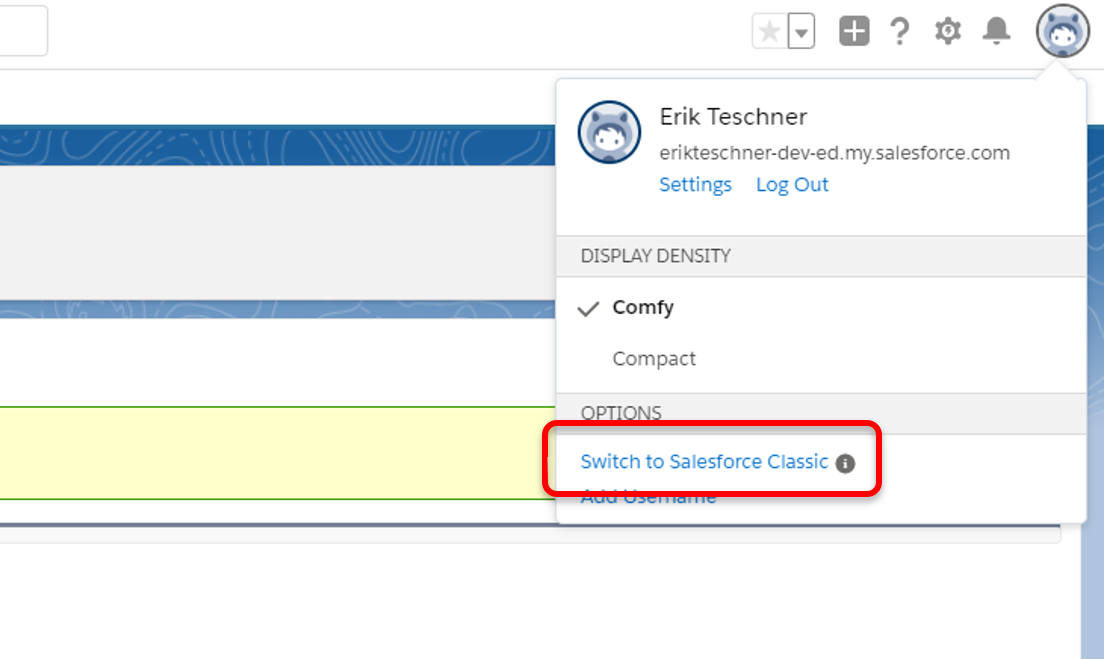 Erik Teschner
erikteschner-dev-ed.my.salesforce.com
Settings Log Out
DISPLAY DENSITY
Comfy
Compact
OPTIONS
Switch to Salesforce Classic
Add Username